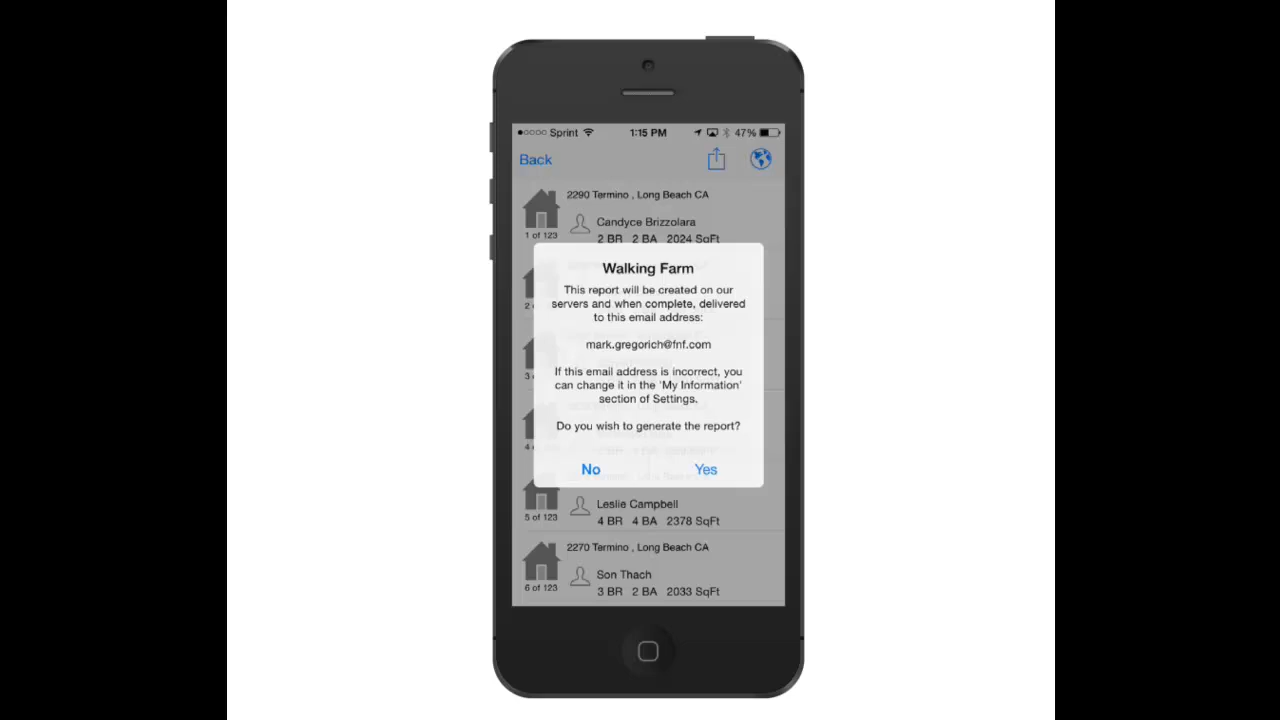 Sprint 1:15 PM 47%
Back
2290 Termino , Long Beach CA
Candyce Brizzolara
1 of 123
2 BR 2 BA 2024 SqFt
Walking Farm
This report will be created on our
servers and when complete, delivered
to this email address:
2
mark.gregorich@fnf.com
If this email address is incorrect, you
3
can change it in the 'My Information'
section of Settings.
Do you wish to generate the report?
4
No Yes
Leslie Campbell
5 of 123
4 BR 4 BA 2378 SqFt
2270 Termino , Long Beach CA
Son Thach
6 of 123
3 BR 2 BA 2033 SqFt